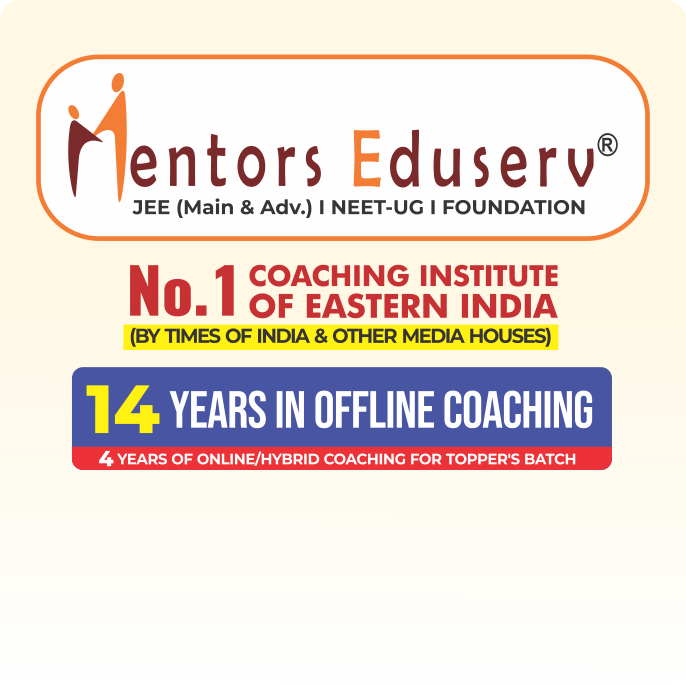 Mentors Eduserv®
JEE (Main & Adv.) I NEET-UG I FOUNDATION
No.1 COACHING INSTITUTE
OF EASTERN INDIA
(BY TIMES OF INDIA & OTHER MEDIA HOUSES)
14 YEARS IN OFFLINE COACHING
4 YEARS OF ONLINE/HYBRID COACHING FOR TOPPER'S BATCH